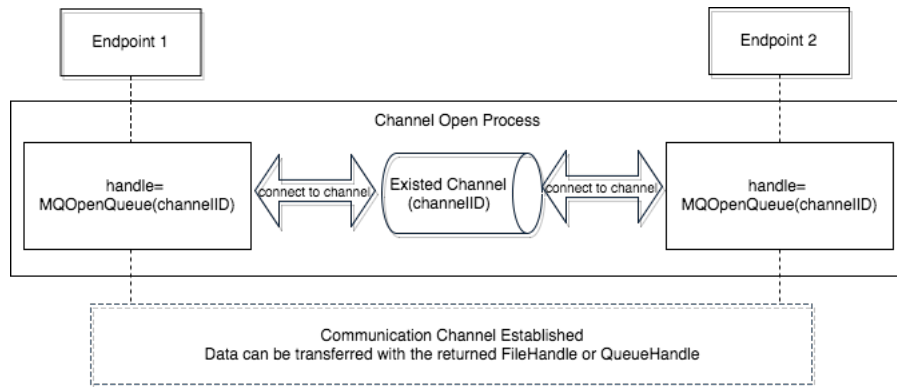 Endpoint 1
Endpoint 2
Channel Open Process
handle=
MQOpenQueue(channelID)
connect to channel
Existed Channel
(channelID)
connect to channel
handle=
MQOpenQueue(channelID)
Communication Channel Established
Data can be transferred with the returned FileHandle or QueueHandle